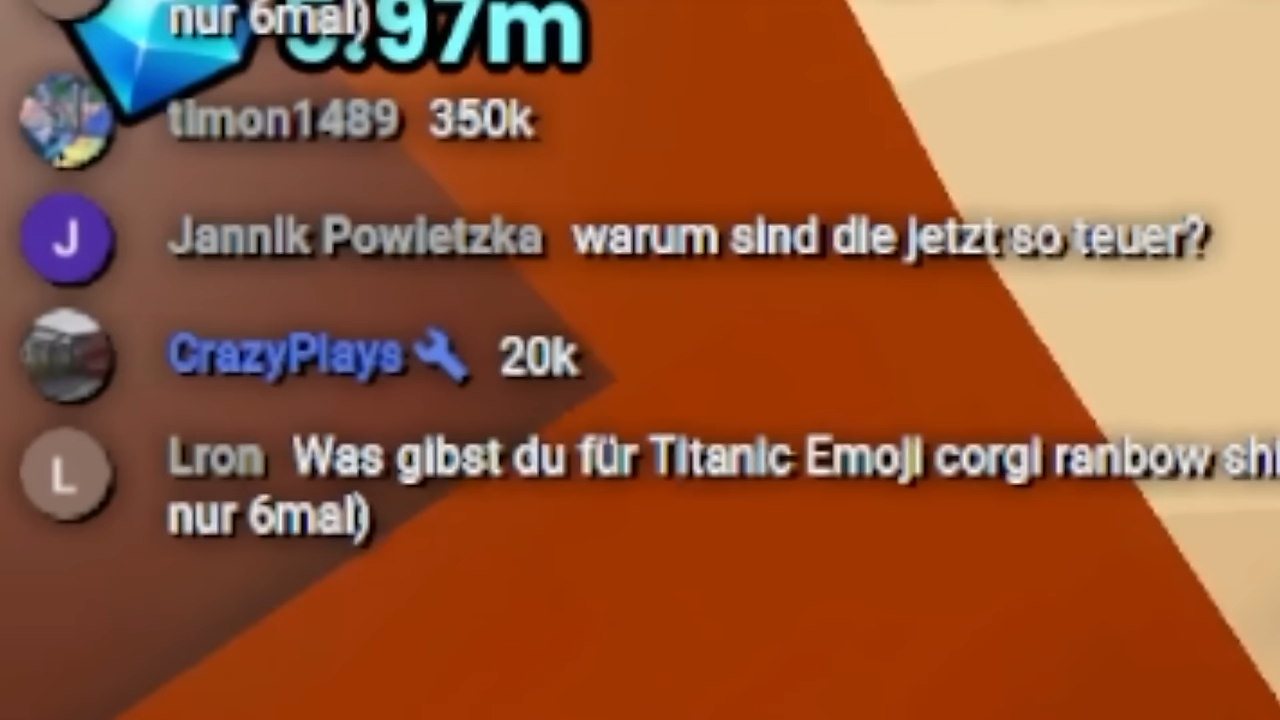 nur 6mal)
.97m
timon1489 350k
J Jannik Powietzka warum sind die jetzt so teuer?
CrazyPlays 20k
L Lron Was gibst du für Titanic Emoji corgi ranbow shi
nur 6mal)